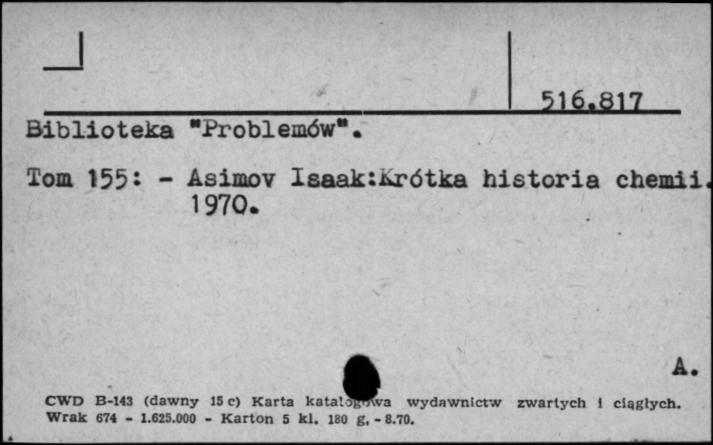 516.817
Biblioteka "Problemów".
Tom 155: - Asimov Isaak:Krótka historia chemii.
1970.
A.
CWD B-143 (dawny 15 c) Karta katalogowa wydawnictw zwartych i ciągłych.
Wrak 674 - 1.625.000 - Karton 5 kl. 180 g. - 8.70.